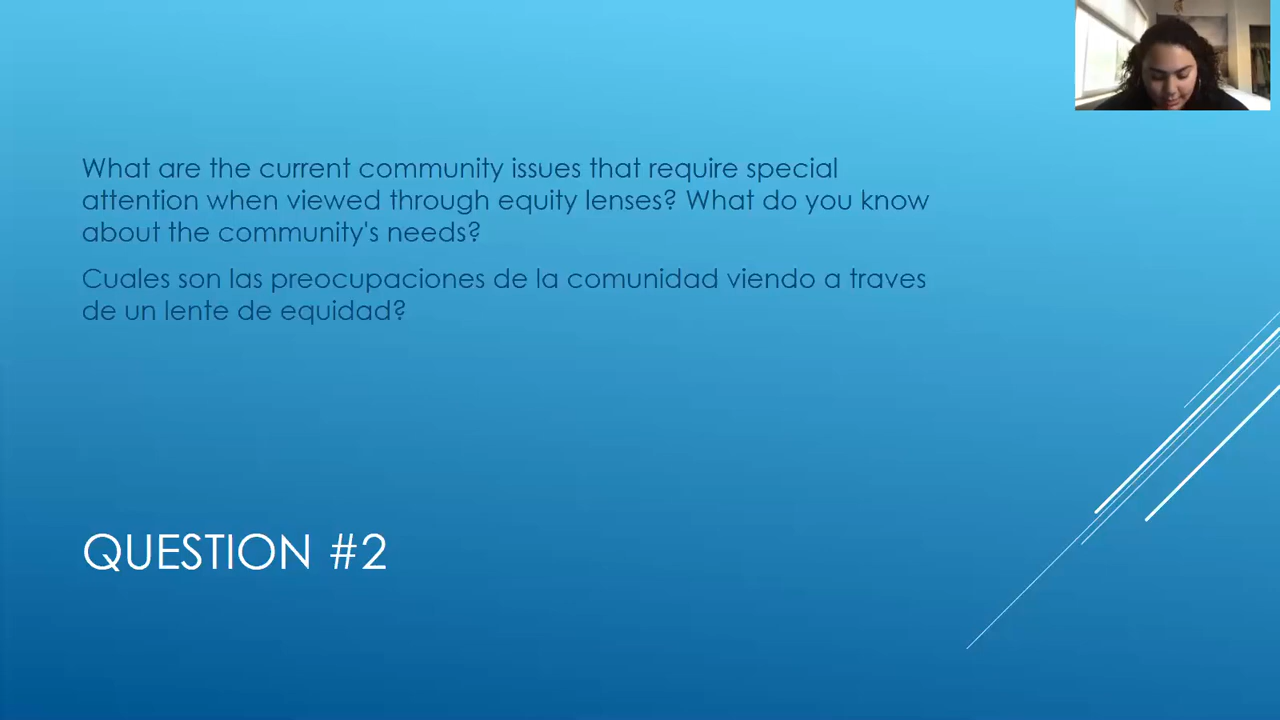 What are the current community issues that require special
attention when viewed through equity lenses? What do you know
about the community's needs?
Cuales son las preocupaciones de la comunidad viendo a traves
de un lente de equidad?
QUESTION #2